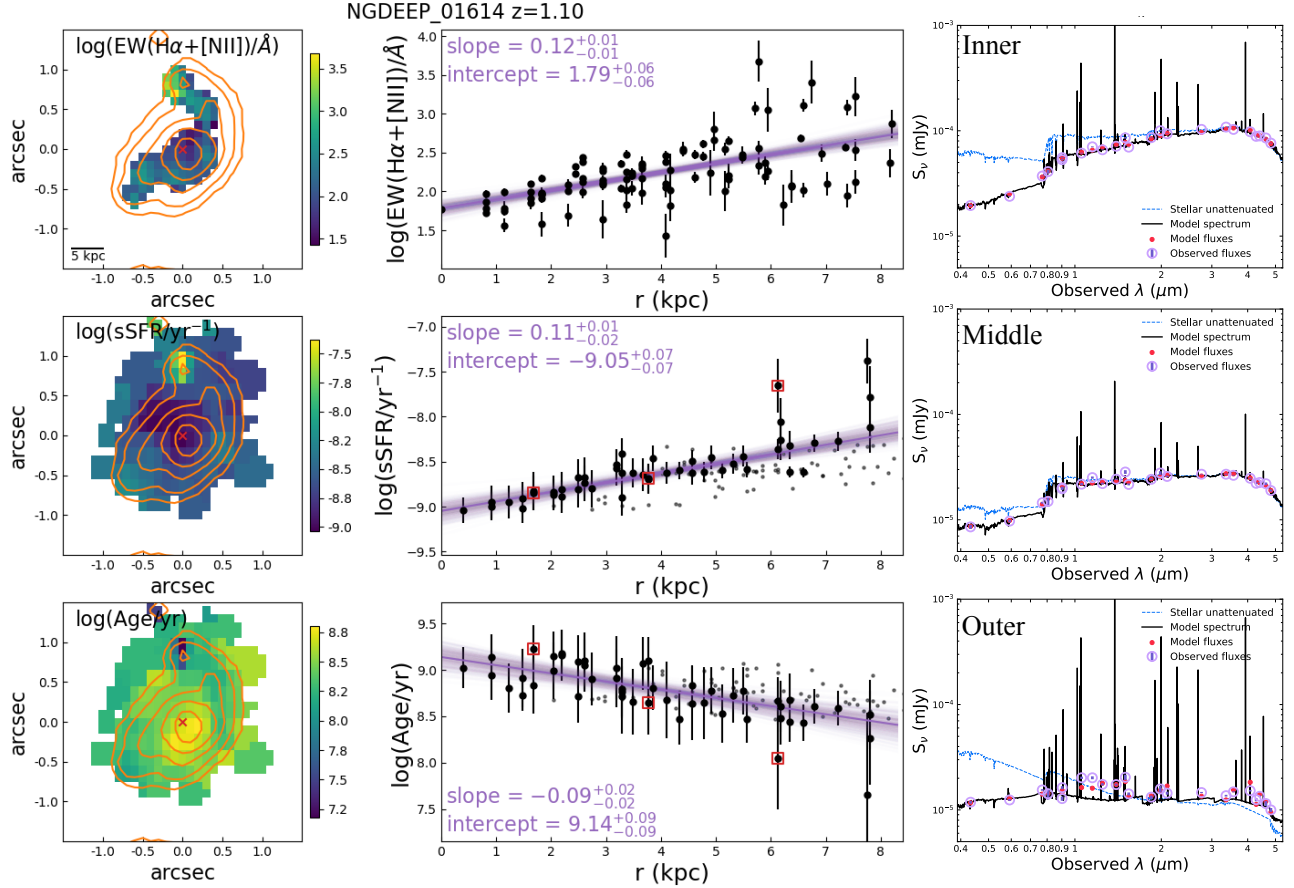 NGDEEP_01614 z=1.10
log(EW(Hα+[NII])/Å)
arcsec
1.0
0.5
0.0
-0.5
-1.0
5 kpc
-1.0 -0.5 0.0 0.5 1.0
arcsec
3.5
3.0
2.5
2.0
1.5
slope = 0.12+0.01−0.01
intercept = 1.79+0.06−0.06
log(EW(Hα+[NII])/Å)
4.0
3.5
3.0
2.5
2.0
1.5
0 1 2 3 4 5 6 7 8
r (kpc)
Inner
Sν (mJy)
10−3
10−4
10−5
Stellar unattenuated
Model spectrum
Model fluxes
Observed fluxes
0.4 0.5 0.6 0.7 0.8 0.9 1 2 3 4 5
Observed λ (μm)
log(sSFR/yr−1)
arcsec
1.0
0.5
0.0
-0.5
-1.0
-1.0 -0.5 0.0 0.5 1.0
arcsec
-7.5
-7.8
-8.0
-8.2
-8.5
-8.8
-9.0
slope = 0.11+0.01−0.02
intercept = −9.05+0.07−0.07
log(sSFR/yr−1)
−7.0
−7.5
−8.0
−8.5
−9.0
−9.5
0 1 2 3 4 5 6 7 8
r (kpc)
Middle
Sν (mJy)
10−3
10−4
10−5
Stellar unattenuated
Model spectrum
Model fluxes
Observed fluxes
0.4 0.5 0.6 0.7 0.8 0.9 1 2 3 4 5
Observed λ (μm)
log(Age/yr)
arcsec
1.0
0.5
0.0
-0.5
-1.0
-1.0 -0.5 0.0 0.5 1.0
arcsec
8.8
8.5
8.2
8.0
7.8
7.5
7.2
log(Age/yr)
9.5
9.0
8.5
8.0
7.5
slope = −0.09+0.02−0.02
intercept = 9.14+0.09−0.09
0 1 2 3 4 5 6 7 8
r (kpc)
Outer
Sν (mJy)
10−3
10−4
10−5
Stellar unattenuated
Model spectrum
Model fluxes
Observed fluxes
0.4 0.5 0.6 0.7 0.8 0.9 1 2 3 4 5
Observed λ (μm)